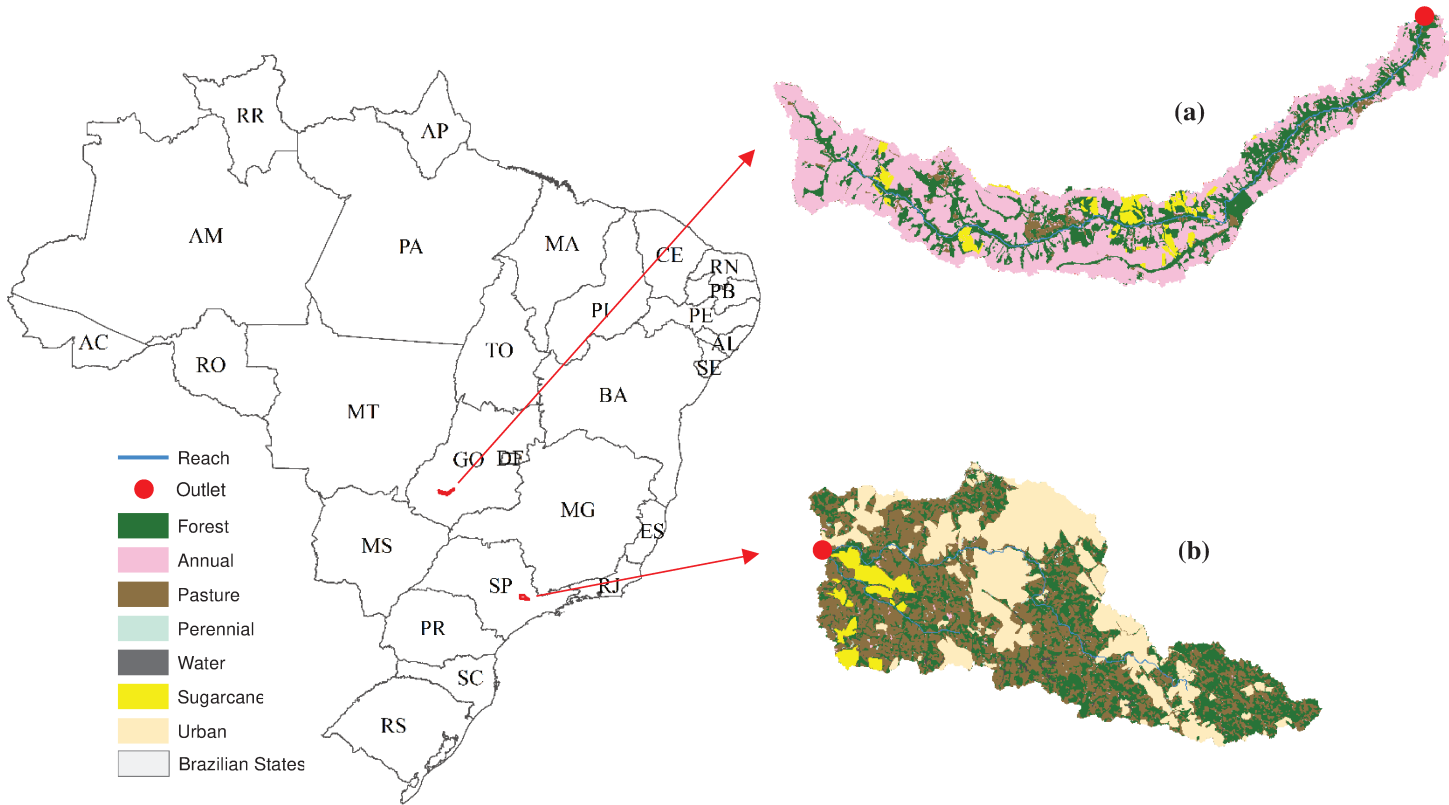 (a)
RR
AP
AM
PA
MA
CE
RN
PB
PI
PE
AC
AL
TO
RO
SE
BA
MT
GO
DF
MG
ES
MS
SP
RJ
PR
SC
RS
(b)
Reach
Outlet
Forest
Annual
Pasture
Perennial
Water
Sugarcane
Urban
Brazilian States